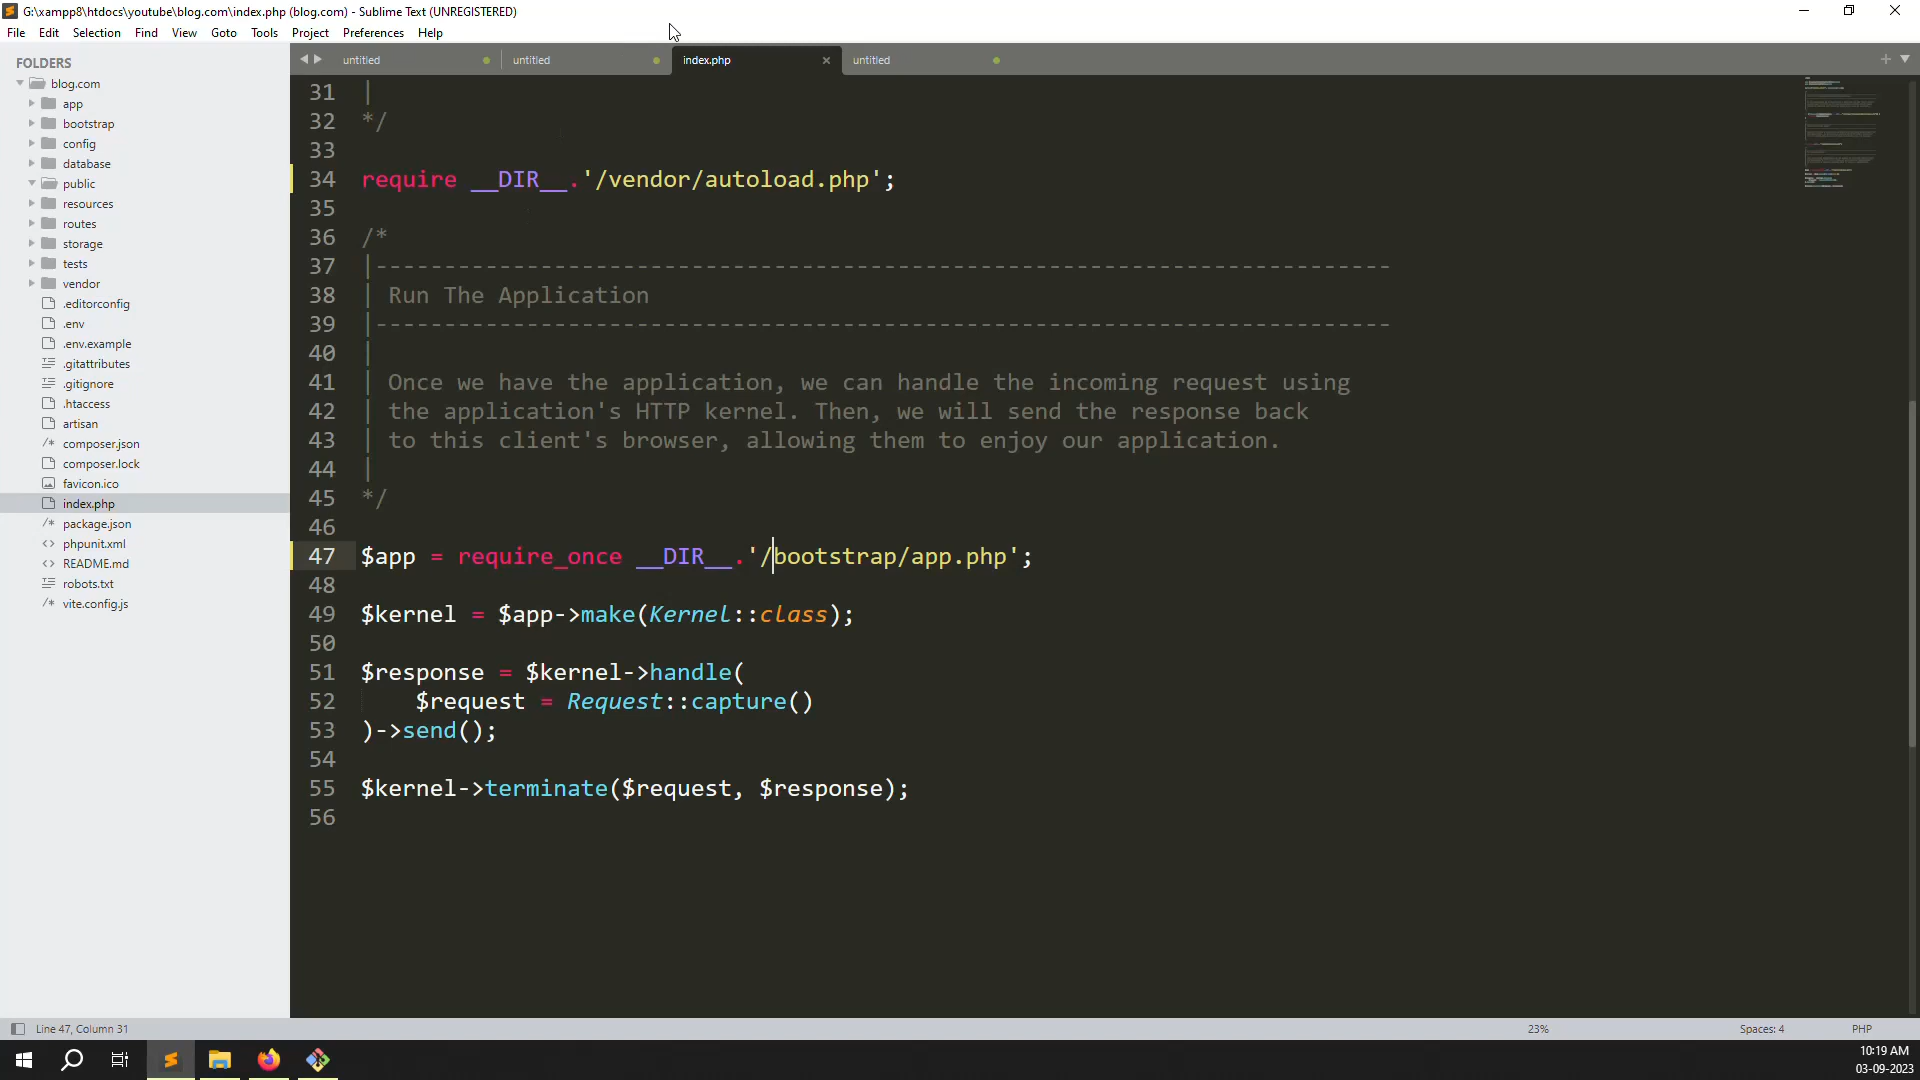 G:\xampp8\htdocs\youtube\blog.com\index.php (blog.com) - Sublime Text (UNREGISTERED)
File Edit Selection Find View Goto Tools Project Preferences Help
FOLDERS
blog.com
app
bootstrap
config
database
public
resources
routes
storage
tests
vendor
.editorconfig
.env
.env.example
.gitattributes
.gitignore
.htaccess
artisan
composer.json
composer.lock
favicon.ico
index.php
package.json
phpunit.xml
README.md
robots.txt
vite.config.js
untitled untitled index.php untitled
31 |
32 */
33
34 require __DIR__.'/vendor/autoload.php';
35
36 /*
37 |--------------------------------------------------------------------------
38 | Run The Application
39 |--------------------------------------------------------------------------
40 |
41 | Once we have the application, we can handle the incoming request using
42 | the application's HTTP kernel. Then, we will send the response back
43 | to this client's browser, allowing them to enjoy our application.
44 |
45 */
46
47 $app = require_once __DIR__.'/bootstrap/app.php';
48
49 $kernel = $app->make(Kernel::class);
50
51 $response = $kernel->handle(
52     $request = Request::capture()
53 )->send();
54
55 $kernel->terminate($request, $response);
56
Line 47, Column 31 23% Spaces: 4 PHP
10:19 AM
03-09-2023